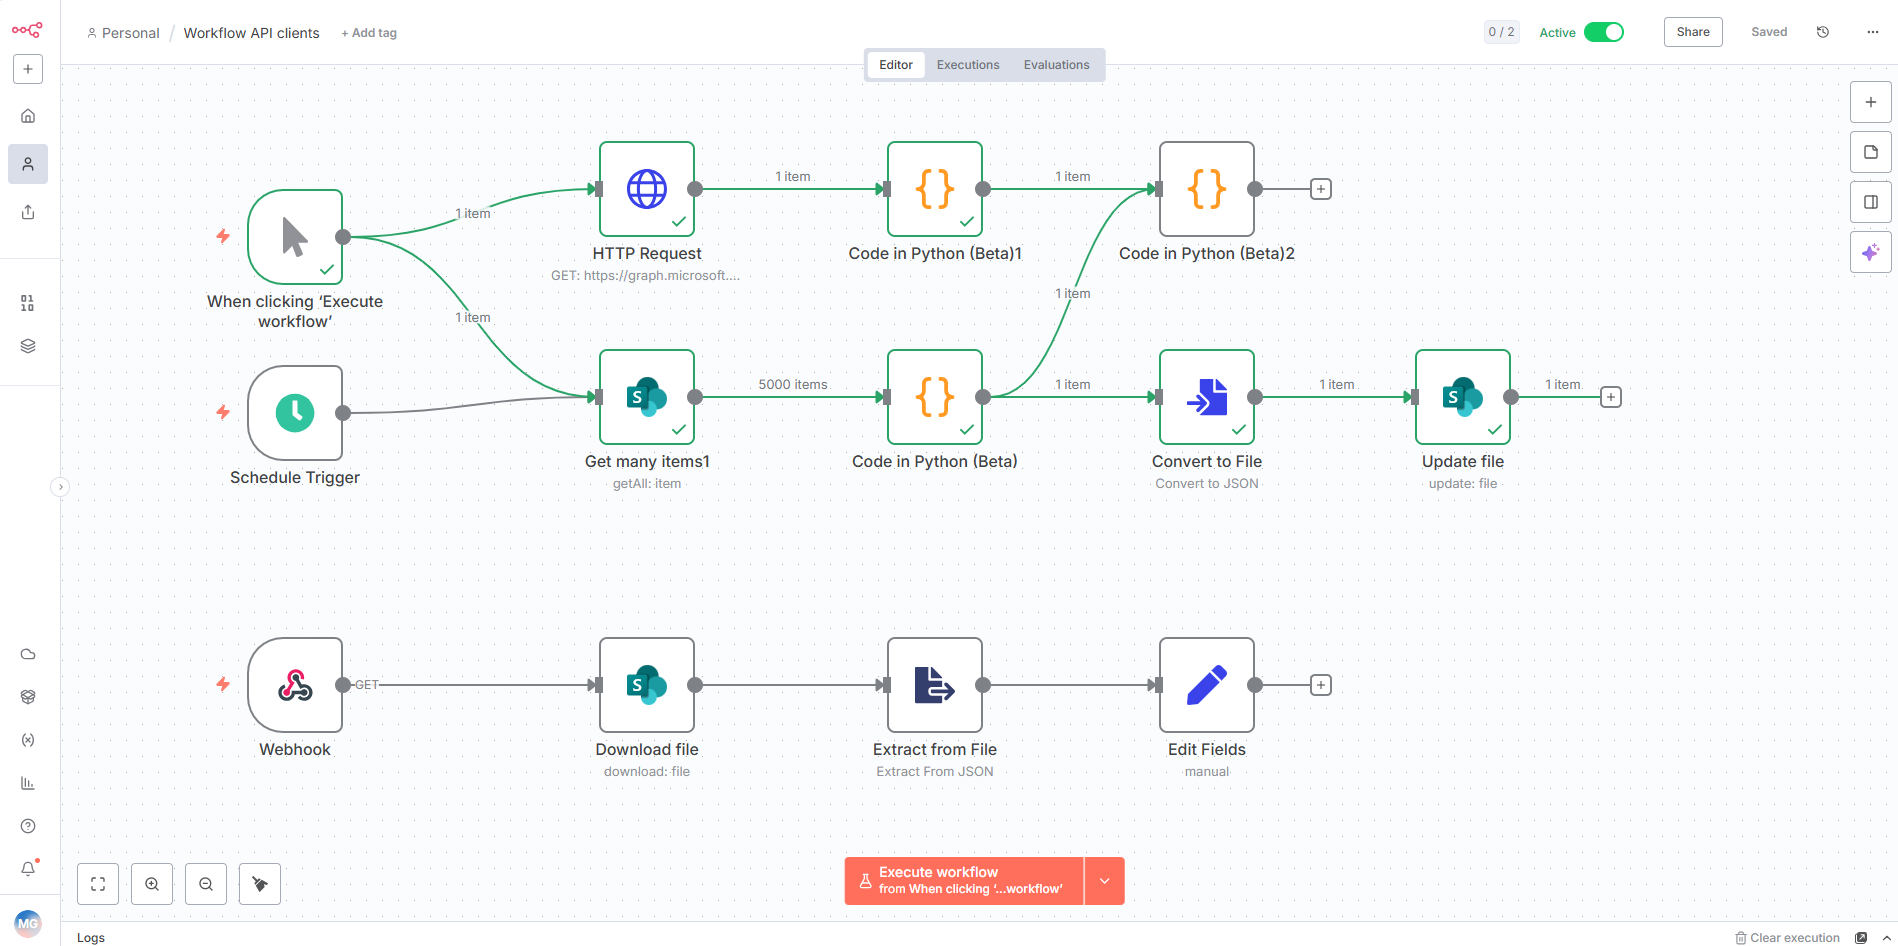 Personal / Workflow API clients + Add tag
0 / 2 Active Share Saved
Editor Executions Evaluations
1 item
1 item
1 item
HTTP Request
GET: https://graph.microsoft....
Code in Python (Beta)1
Code in Python (Beta)2
1 item
When clicking ‘Execute
workflow’
1 item
5000 items
1 item
1 item
1 item
Schedule Trigger
Get many items1
getAll: item
Code in Python (Beta)
Convert to File
Convert to JSON
Update file
update: file
GET
Webhook
Download file
download: file
Extract from File
Extract From JSON
Edit Fields
manual
Execute workflow
from When clicking ‘...workflow’
MG
Logs
Clear execution